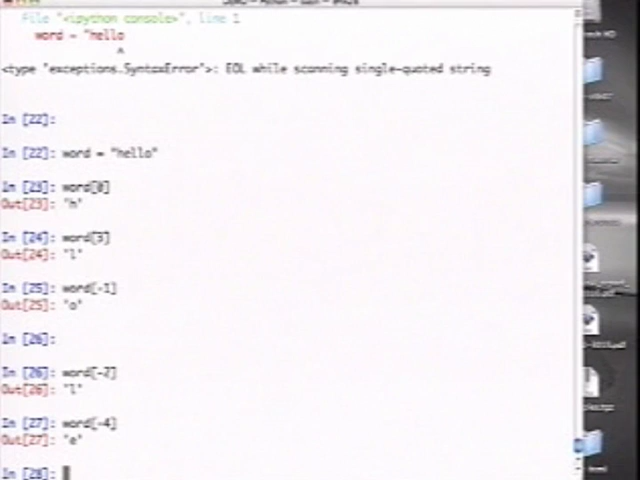 File "<ipython console>", line 1
word = "hello
^
<type 'exceptions.SyntaxError'>: EOL while scanning single-quoted string
In [22]:
In [22]: word = "hello"
In [23]: word[0]
Out[23]: 'h'
In [24]: word[3]
Out[24]: 'l'
In [25]: word[-1]
Out[25]: 'o'
In [26]:
In [26]: word[-2]
Out[26]: 'l'
In [27]: word[-4]
Out[27]: 'e'
In [28]: